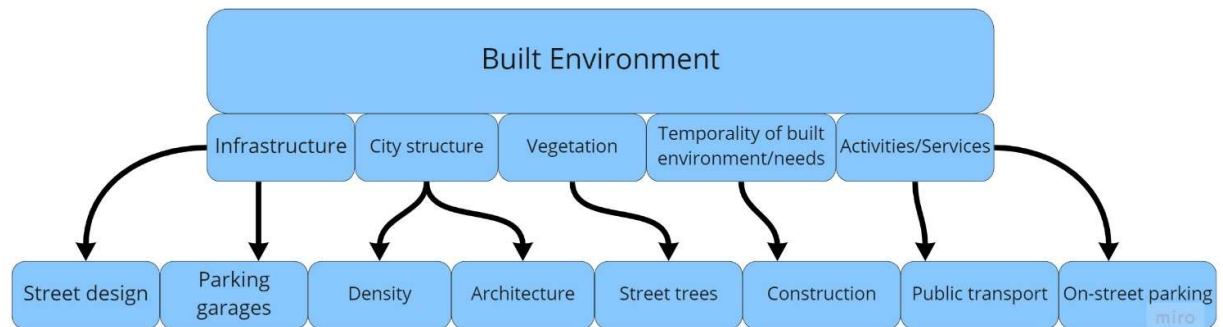 Built Environment
Infrastructure
City structure
Vegetation
Temporality of built
environment/needs
Activities/Services
Street design
Parking
garages
Density
Architecture
Street trees
Construction
Public transport
On-street parking
miro